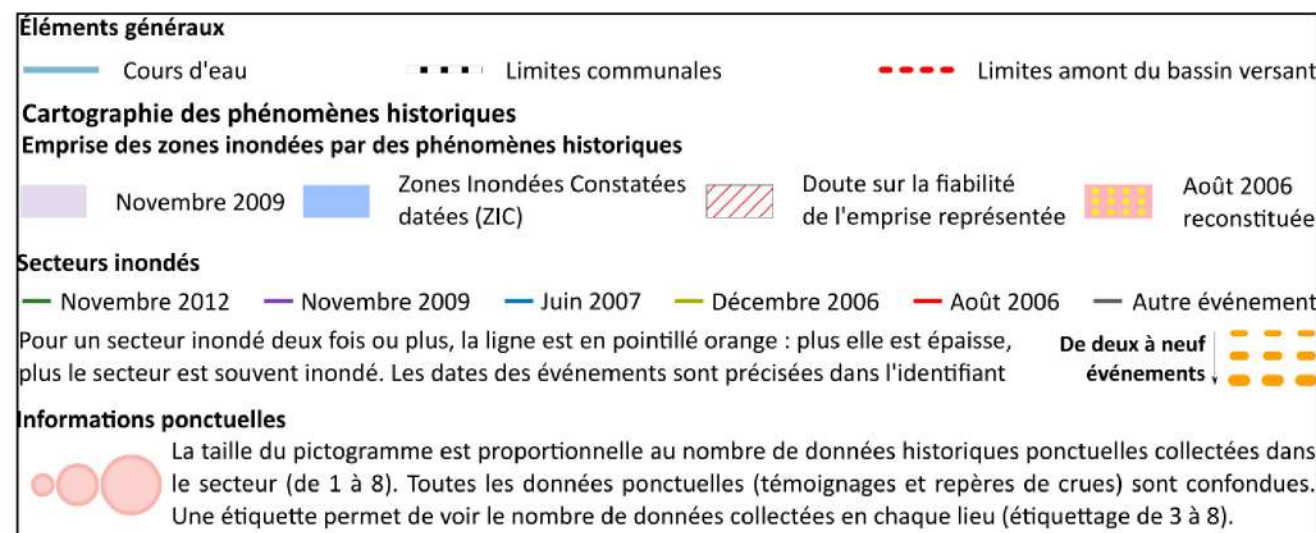 Éléments généraux
Cours d'eau Limites communales Limites amont du bassin versant
Cartographie des phénomènes historiques
Emprise des zones inondées par des phénomènes historiques
Novembre 2009
Zones Inondées Constatées
datées (ZIC)
Doute sur la fiabilité
de l'emprise représentée
Août 2006
reconstituée
Secteurs inondés
Novembre 2012 Novembre 2009 Juin 2007 Décembre 2006 Août 2006 Autre événement
Pour un secteur inondé deux fois ou plus, la ligne est en pointillé orange : plus elle est épaisse,
plus le secteur est souvent inondé. Les dates des événements sont précisées dans l'identifiant
De deux à neuf
événements
Informations ponctuelles
La taille du pictogramme est proportionnelle au nombre de données historiques ponctuelles collectées dans
le secteur (de 1 à 8). Toutes les données ponctuelles (témoignages et repères de crues) sont confondues.
Une étiquette permet de voir le nombre de données collectées en chaque lieu (étiquettage de 3 à 8).